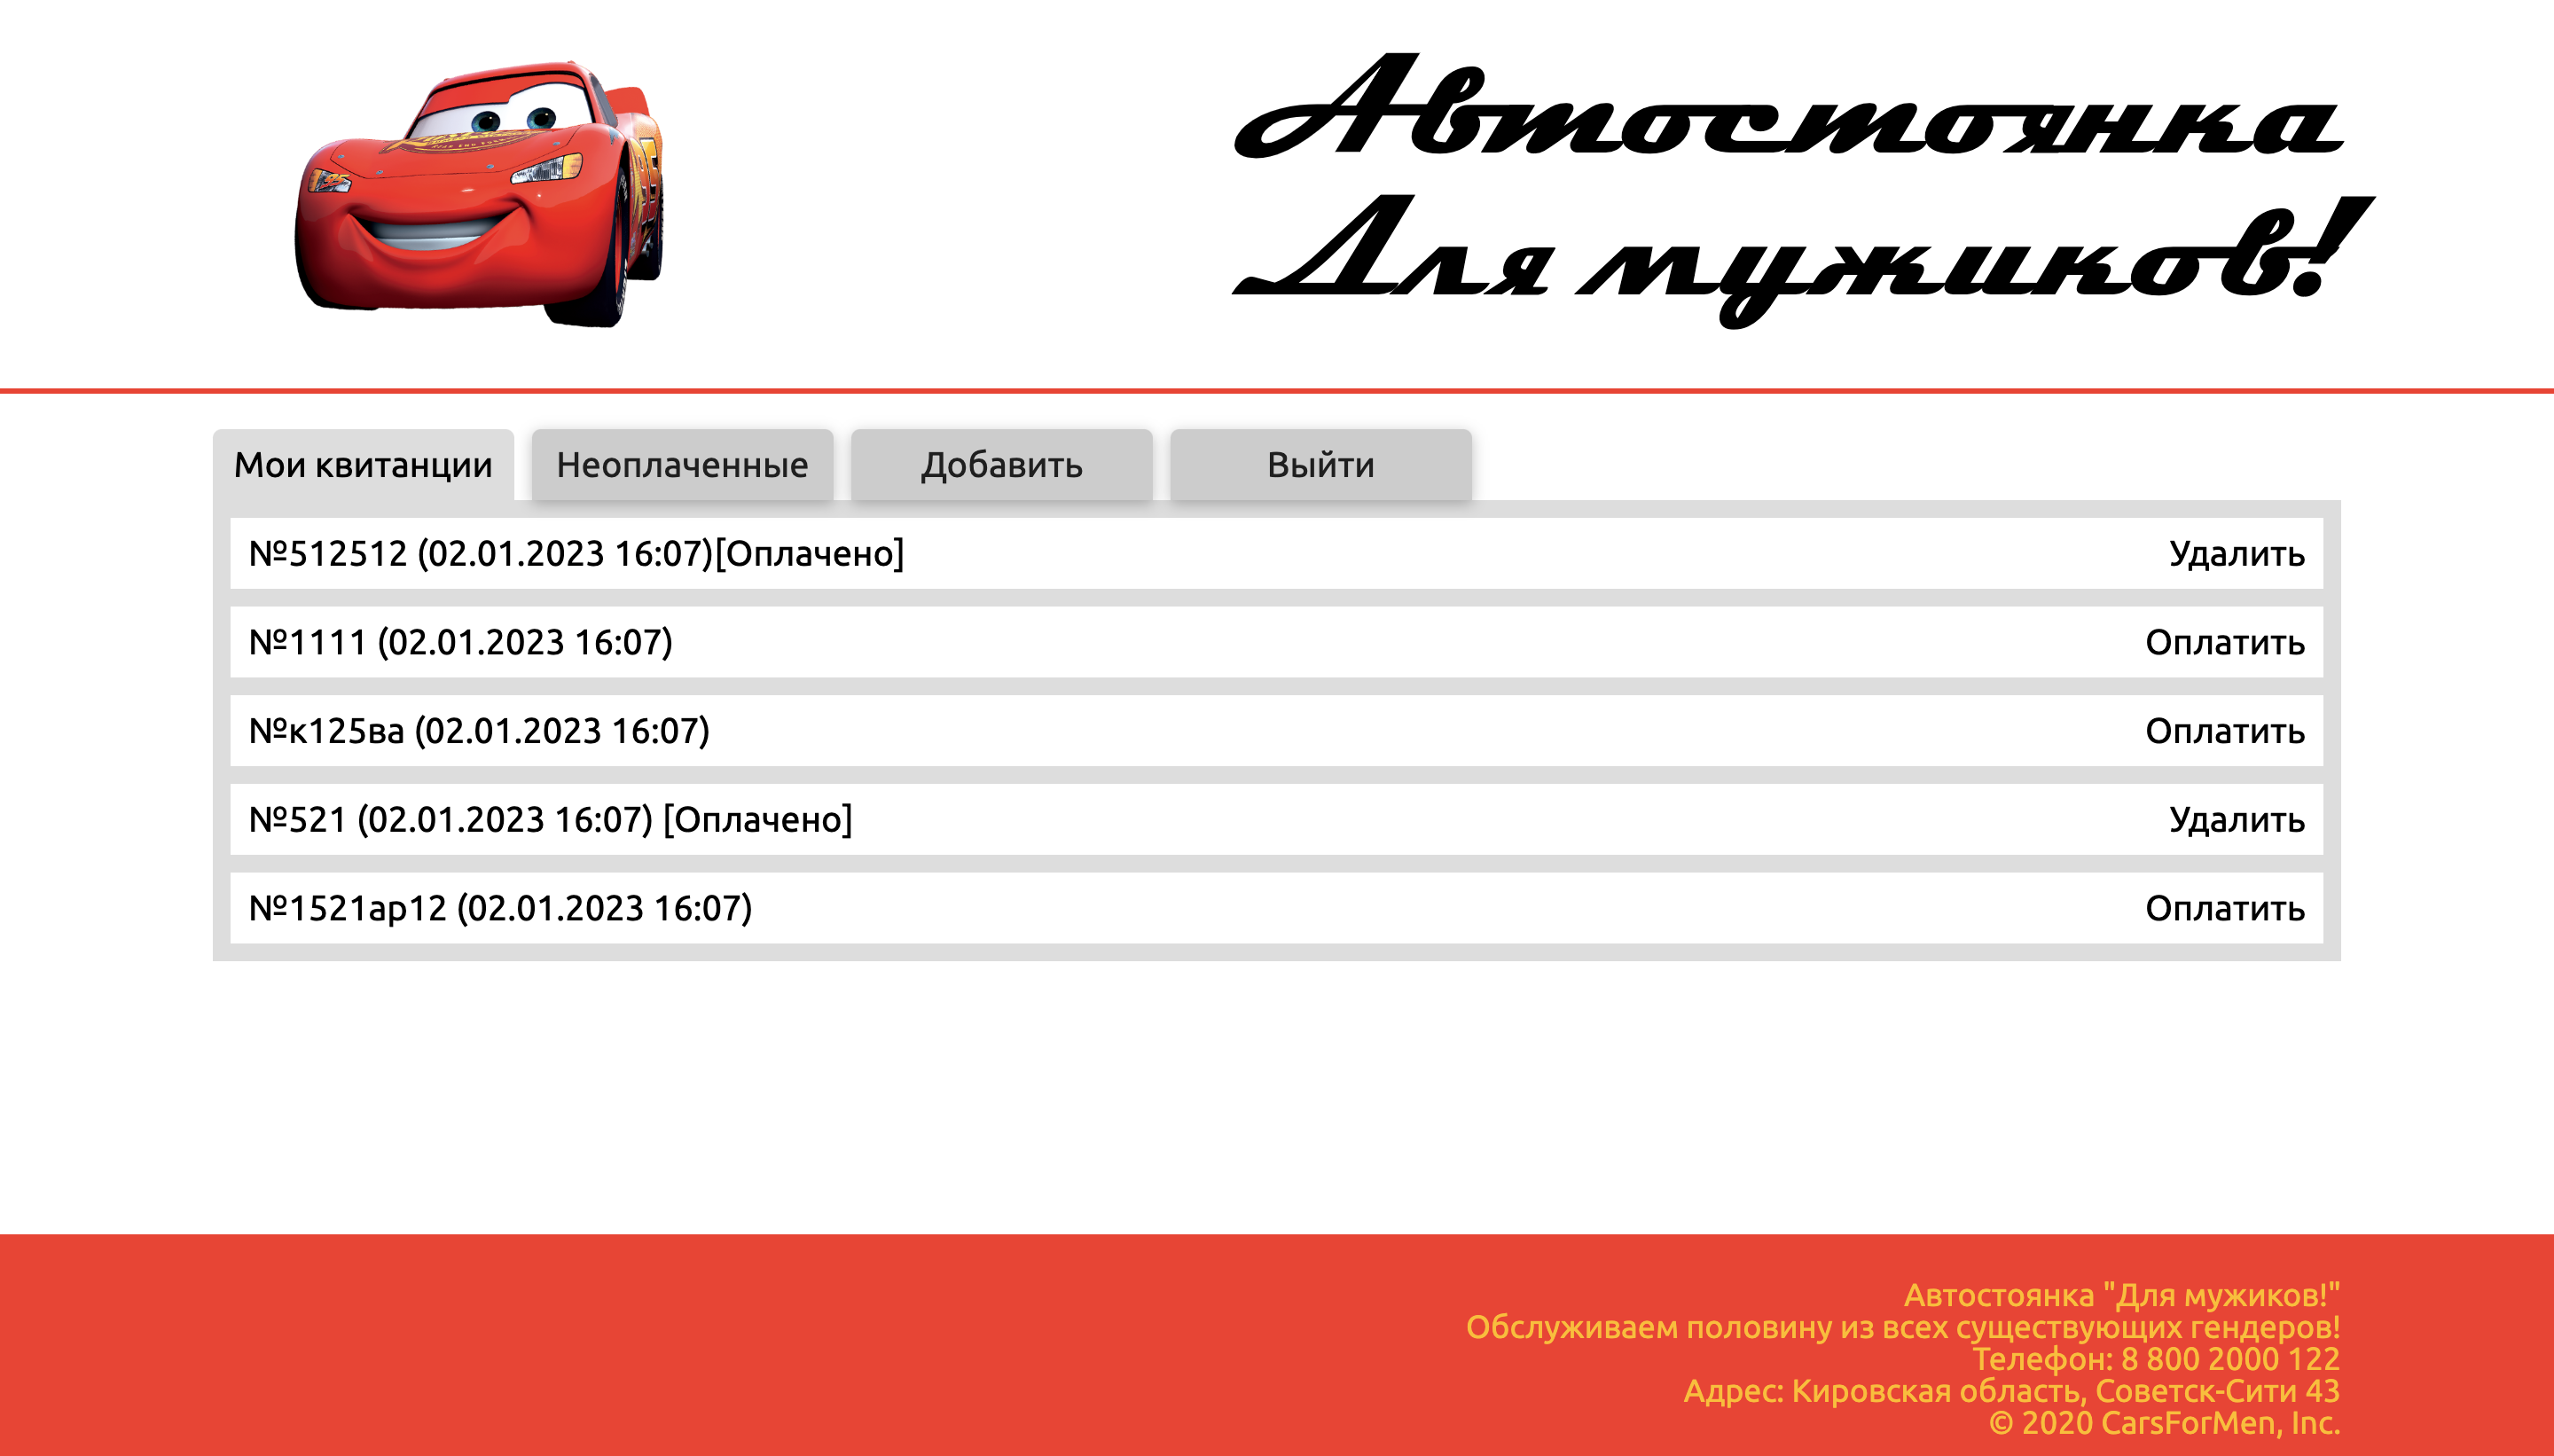 Автостоянка
Для мужиков!
Мои квитанции
Неоплаченные
Добавить
Выйти
№512512 (02.01.2023 16:07)[Оплачено]
Удалить
№1111 (02.01.2023 16:07)
Оплатить
№к125ва (02.01.2023 16:07)
Оплатить
№521 (02.01.2023 16:07) [Оплачено]
Удалить
№1521ар12 (02.01.2023 16:07)
Оплатить
Автостоянка "Для мужиков!"
Обслуживаем половину из всех существующих гендеров!
Телефон: 8 800 2000 122
Адрес: Кировская область, Советск-Сити 43
© 2020 CarsForMen, Inc.